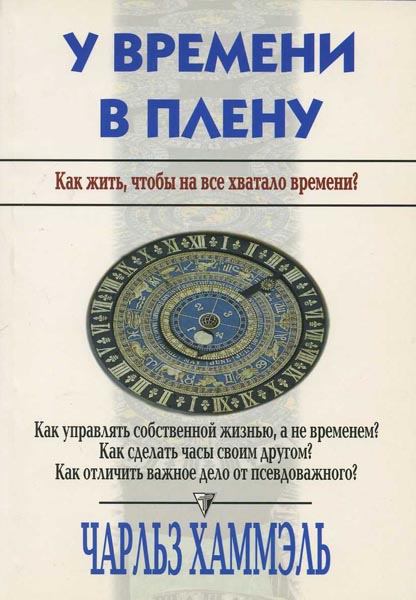 У ВРЕМЕНИ
В ПЛЕНУ
Как жить, чтобы на все хватало времени?
Как управлять собственной жизнью, а не временем?
Как сделать часы своим другом?
Как отличить важное дело от псевдоважного?
ЧАРЛЬЗ ХАММЭЛЬ